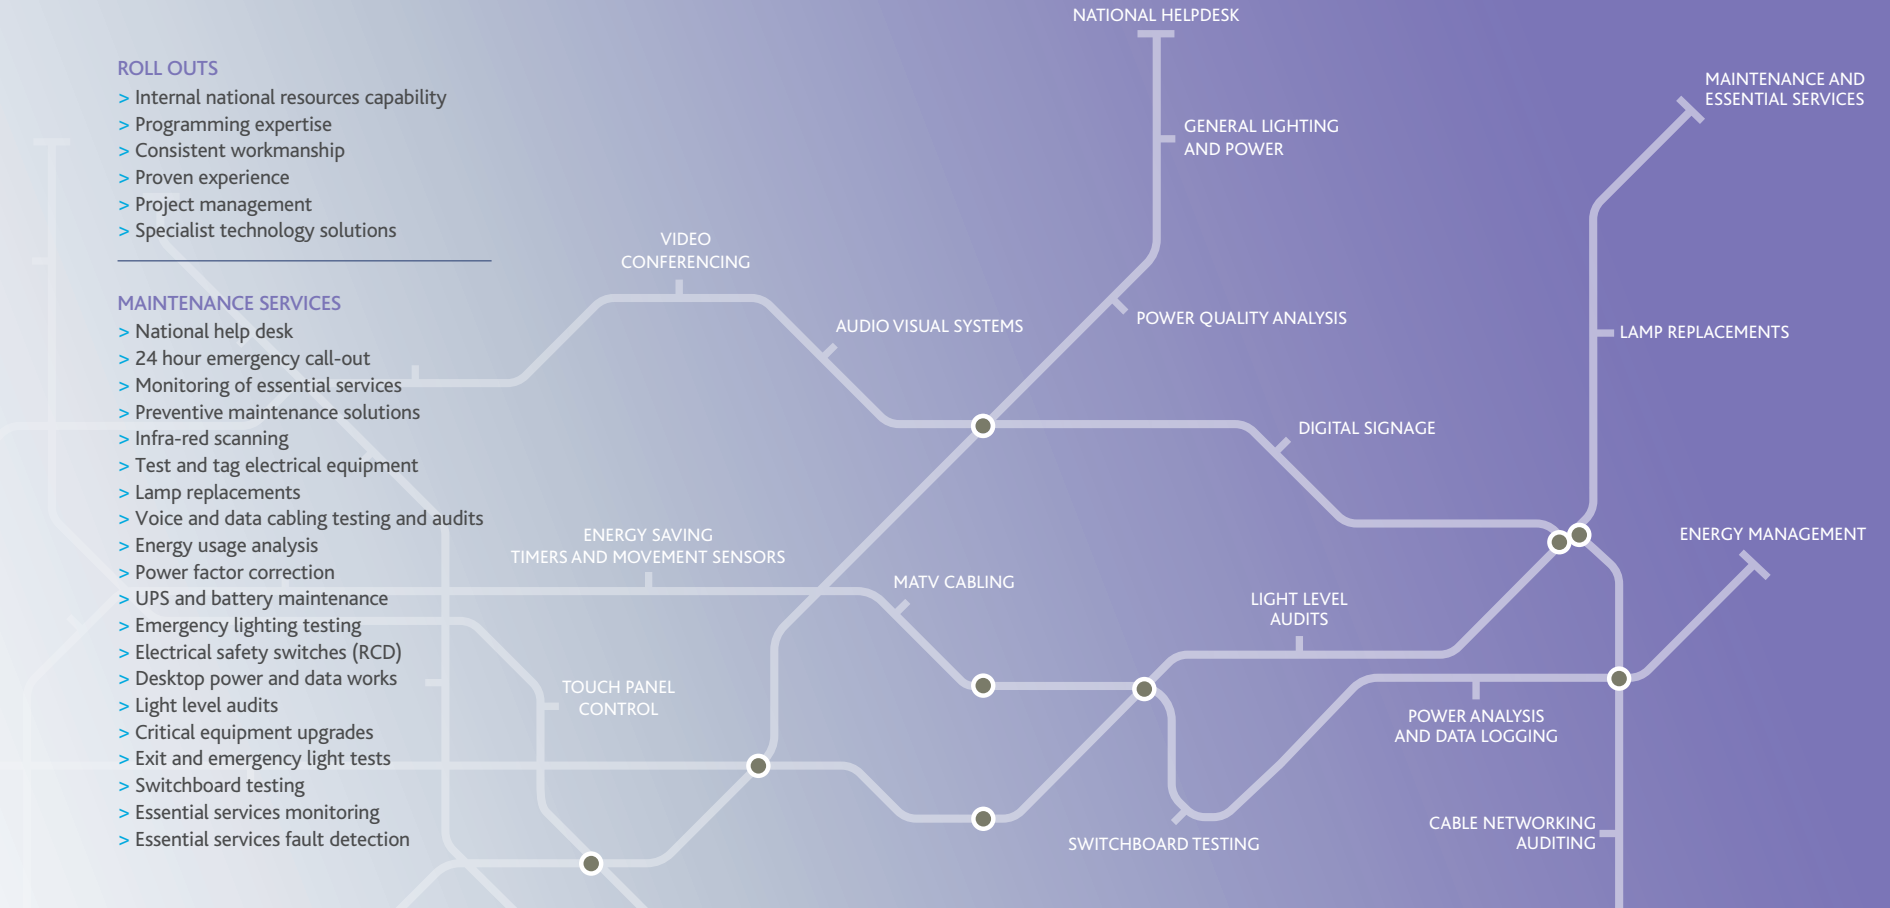 ROLL OUTS
> Internal national resources capability
> Programming expertise
> Consistent workmanship
> Proven experience
> Project management
> Specialist technology solutions
MAINTENANCE SERVICES
> National help desk
> 24 hour emergency call-out
> Monitoring of essential services
> Preventive maintenance solutions
> Infra-red scanning
> Test and tag electrical equipment
> Lamp replacements
> Voice and data cabling testing and audits
> Energy usage analysis
> Power factor correction
> UPS and battery maintenance
> Emergency lighting testing
> Electrical safety switches (RCD)
> Desktop power and data works
> Light level audits
> Critical equipment upgrades
> Exit and emergency light tests
> Switchboard testing
> Essential services monitoring
> Essential services fault detection
NATIONAL HELPDESK
MAINTENANCE AND
ESSENTIAL SERVICES
GENERAL LIGHTING
AND POWER
VIDEO
CONFERENCING
AUDIO VISUAL SYSTEMS
POWER QUALITY ANALYSIS
LAMP REPLACEMENTS
DIGITAL SIGNAGE
ENERGY SAVING
TIMERS AND MOVEMENT SENSORS
ENERGY MANAGEMENT
MATV CABLING
LIGHT LEVEL
AUDITS
TOUCH PANEL
CONTROL
POWER ANALYSIS
AND DATA LOGGING
SWITCHBOARD TESTING
CABLE NETWORKING
AUDITING